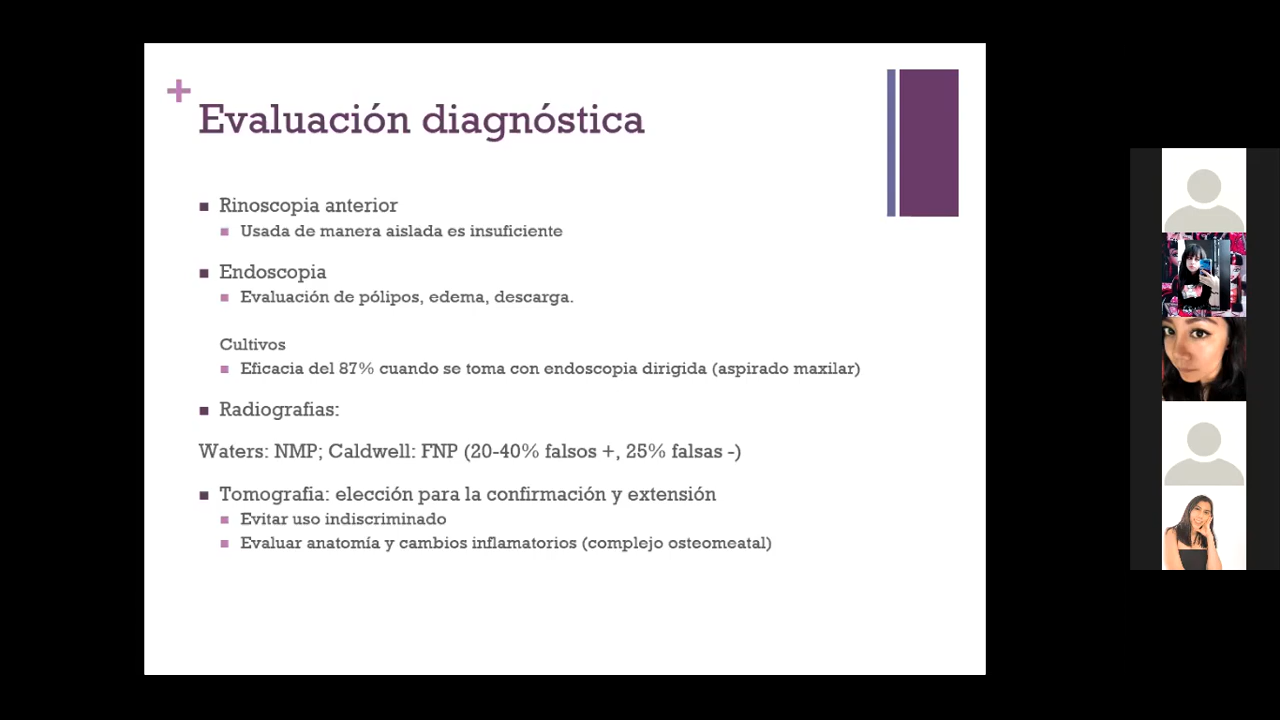 +
Evaluación diagnóstica
Rinoscopia anterior
Usada de manera aislada es insuficiente
Endoscopia
Evaluación de pólipos, edema, descarga.
Cultivos
Eficacia del 87% cuando se toma con endoscopia dirigida (aspirado maxilar)
Radiografias:
Waters: NMP; Caldwell: FNP (20-40% falsos +, 25% falsas -)
Tomografia: elección para la confirmación y extensión
Evitar uso indiscriminado
Evaluar anatomía y cambios inflamatorios (complejo osteomeatal)